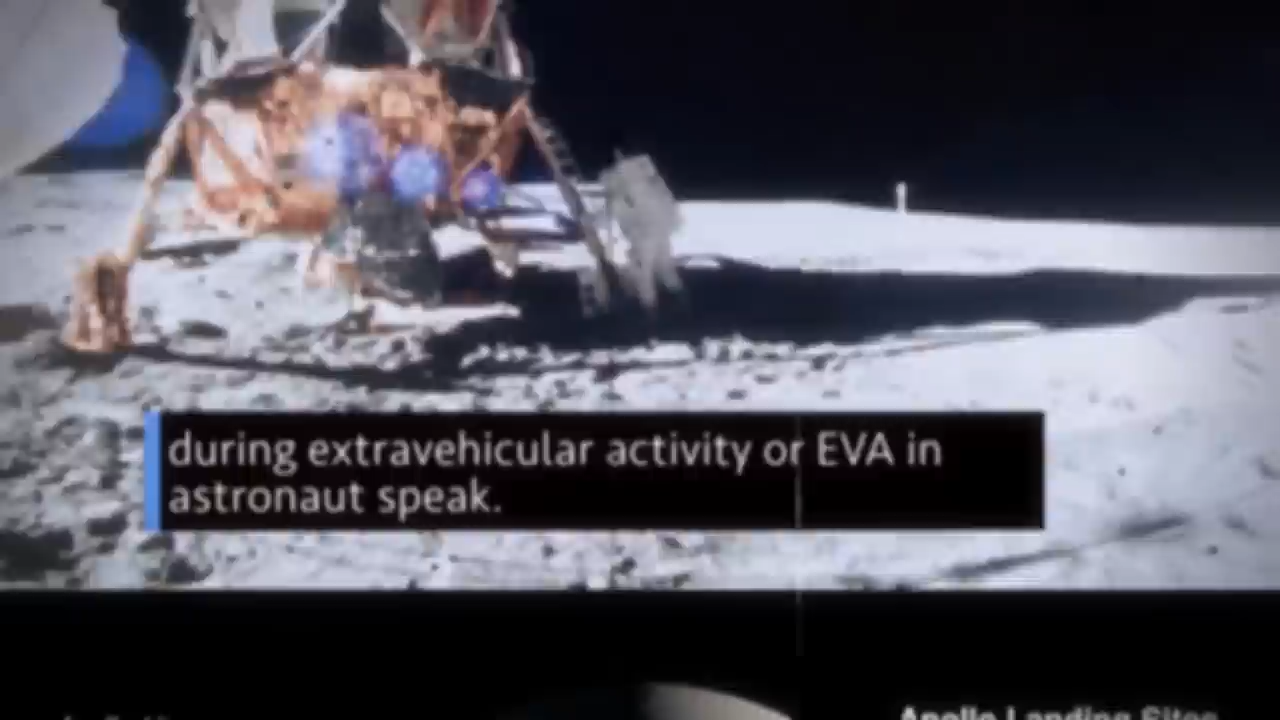 during extravehicular activity or EVA in
astronaut speak.
Apollo Landing Sites